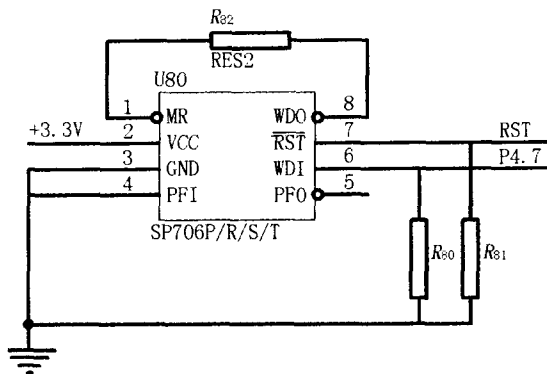 R82
RES2
U80
1 MR WDO 8
+3.3V 2 VCC RST 7 RST
3 GND WDI 6 P4.7
4 PFI PFO 5
SP706P/R/S/T
R80 R81